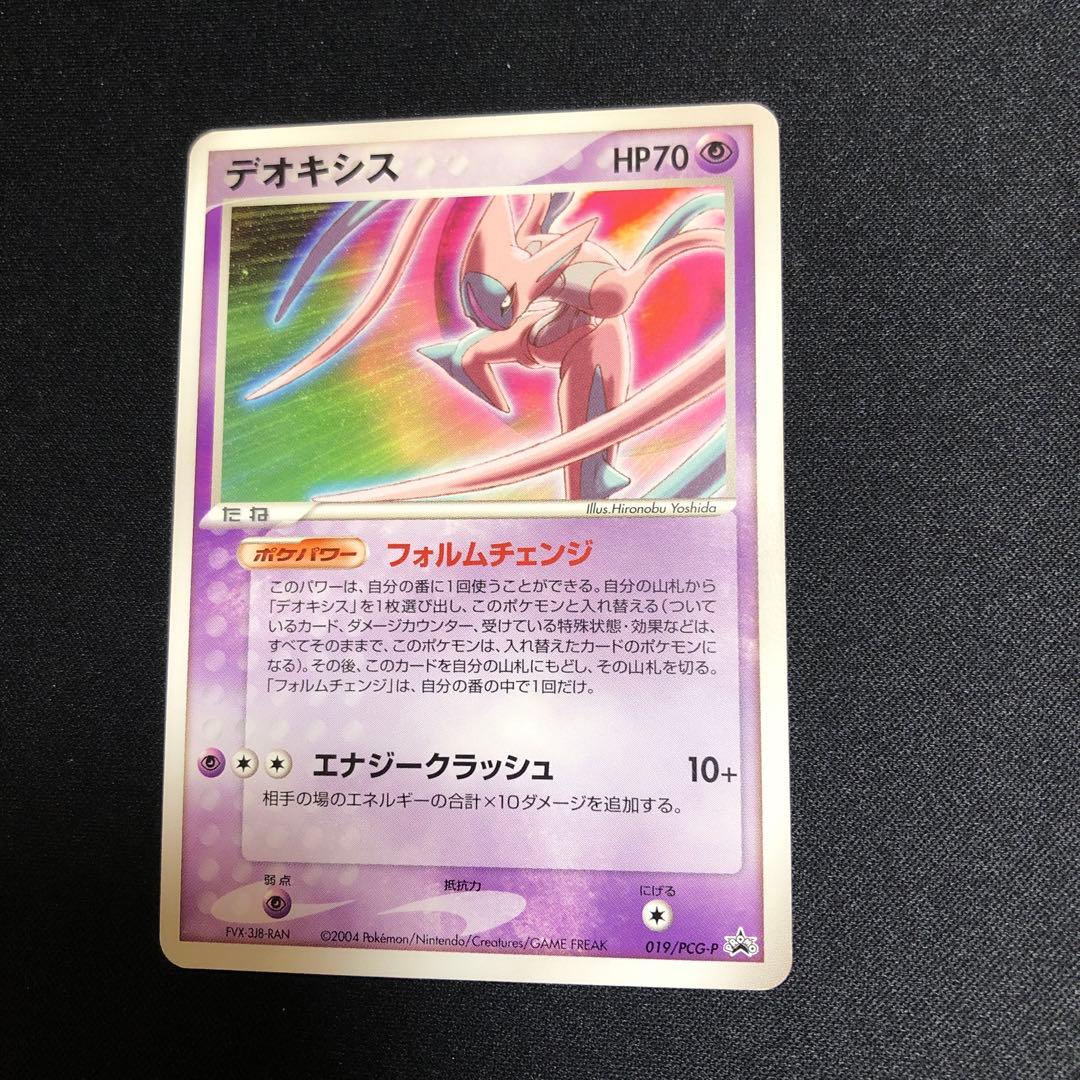 デオキシス HP70
たね Illus.Hironobu Yoshida
ポケパワー フォルムチェンジ
このパワーは、自分の番に1回使うことができる。自分の山札から
「デオキシス」を1枚選び出し、このポケモンと入れ替える（ついて
いるカード、ダメージカウンター、受けている特殊状態・効果などは、
すべてそのままで、このポケモンは、入れ替えたカードのポケモンに
なる）。その後、このカードを自分の山札にもどし、その山札を切る。
「フォルムチェンジ」は、自分の番の中で1回だけ。
エナジークラッシュ 10+
相手の場のエネルギーの合計×10ダメージを追加する。
弱点 抵抗力 にげる
FVX-3J8-RAN ©2004 Pokémon/Nintendo/Creatures/GAME FREAK 019/PCG-P